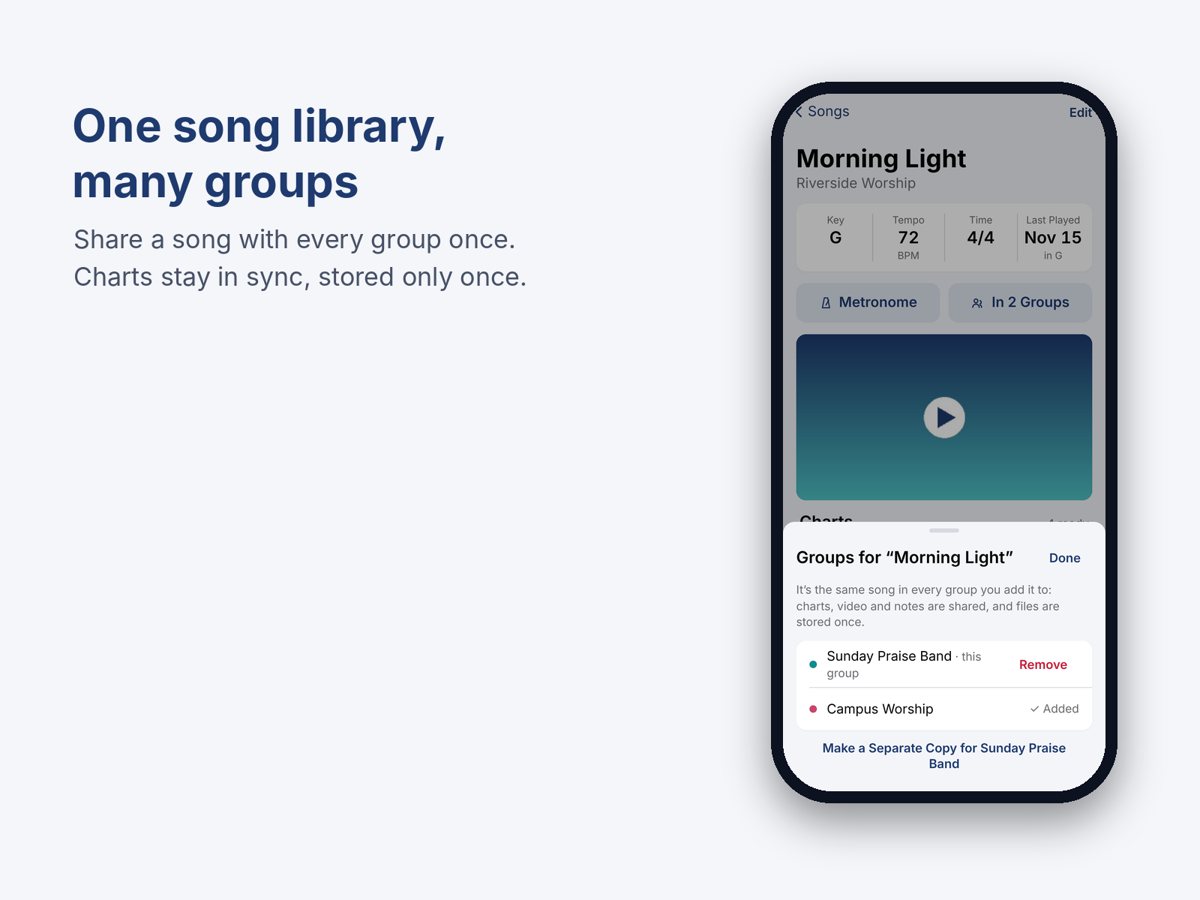 One song library,
many groups
Share a song with every group once.
Charts stay in sync, stored only once.
Songs
Edit
Morning Light
Riverside Worship
Key
G
Tempo
72
BPM
Time
4/4
Last Played
Nov 15
in G
Metronome
In 2 Groups
Charts
Groups for “Morning Light”
Done
It’s the same song in every group you add it to:
charts, video and notes are shared, and files are
stored once.
Sunday Praise Band · this
group
Remove
Campus Worship
✓ Added
Make a Separate Copy for Sunday Praise
Band